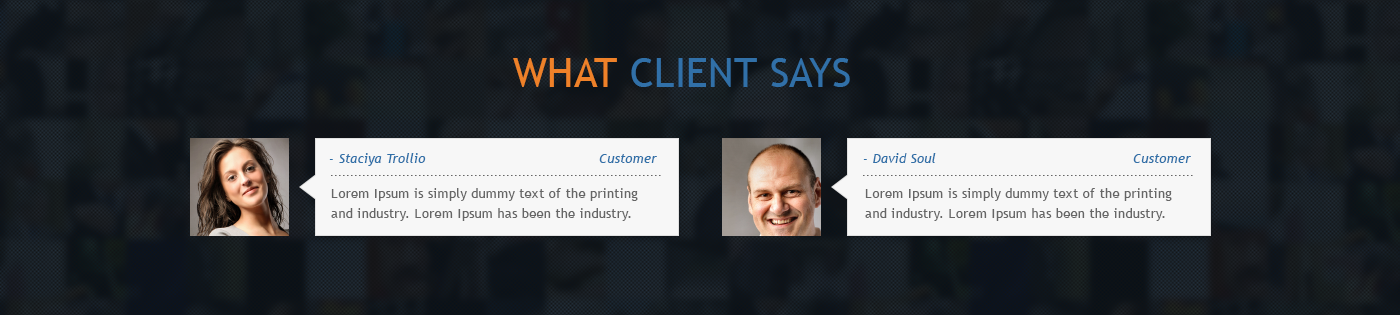 WHAT CLIENT SAYS
- Staciya Trollio Customer
Lorem Ipsum is simply dummy text of the printing
and industry. Lorem Ipsum has been the industry.
- David Soul Customer
Lorem Ipsum is simply dummy text of the printing
and industry. Lorem Ipsum has been the industry.